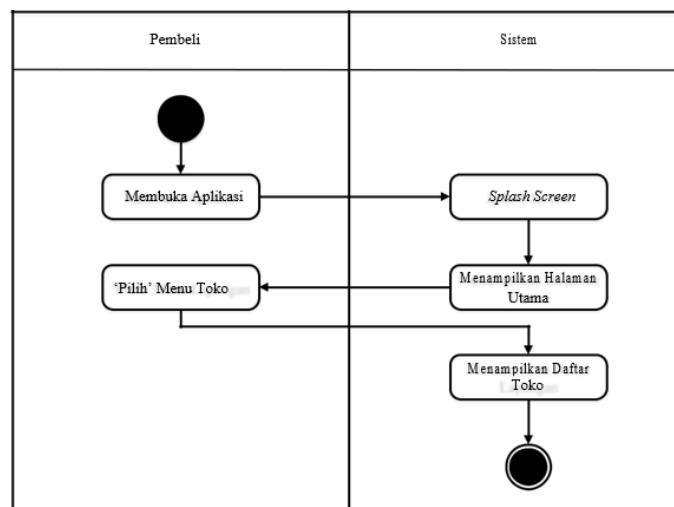 Pembeli
Sistem
Membuka Aplikasi
Splash Screen
Menampilkan Halaman
Utama
‘Pilih’ Menu Toko
Menampilkan Daftar
Toko